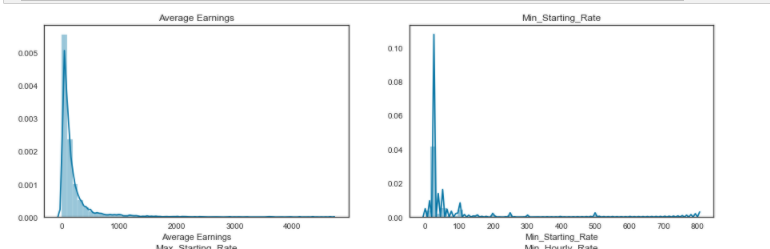 Average Earnings
0.005
0.004
0.003
0.002
0.001
0.000
0 1000 2000 3000 4000
Average Earnings
Max_Starting_Rate
Min_Starting_Rate
0.10
0.08
0.06
0.04
0.02
0.00
0 100 200 300 400 500 600 700 800
Min_Starting_Rate
Min_Hourly_Rate